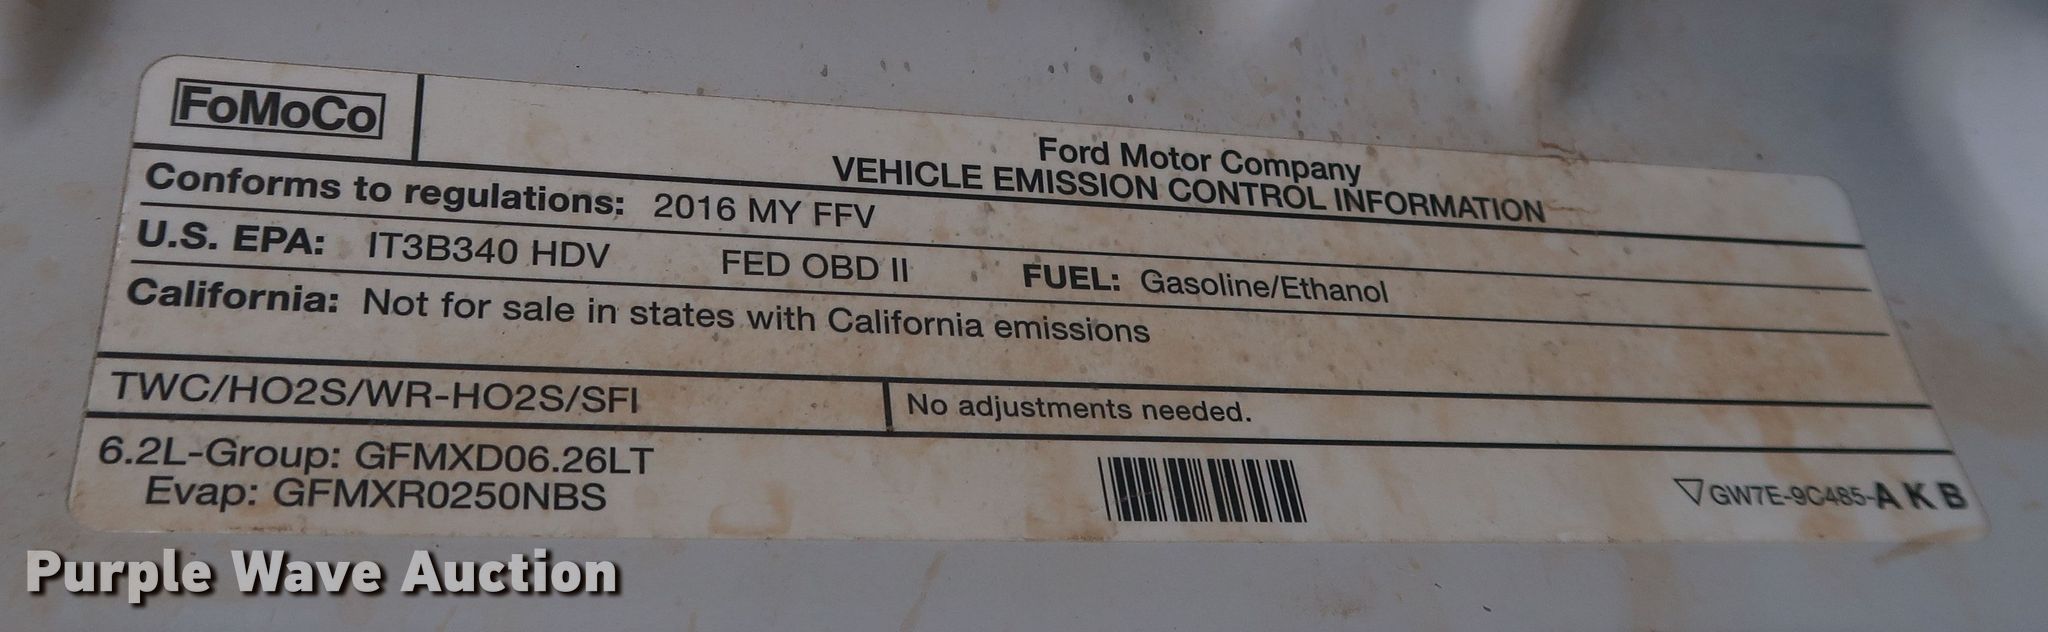 FoMoCo
Ford Motor Company
VEHICLE EMISSION CONTROL INFORMATION
Conforms to regulations: 2016 MY FFV
U.S. EPA: IT3B340 HDV FED OBD II FUEL: Gasoline/Ethanol
California: Not for sale in states with California emissions
TWC/HO2S/WR-HO2S/SFI
No adjustments needed.
6.2L-Group: GFMXD06.26LT
Evap: GFMXR0250NBS
GW7E-9C485-AKB
Purple Wave Auction